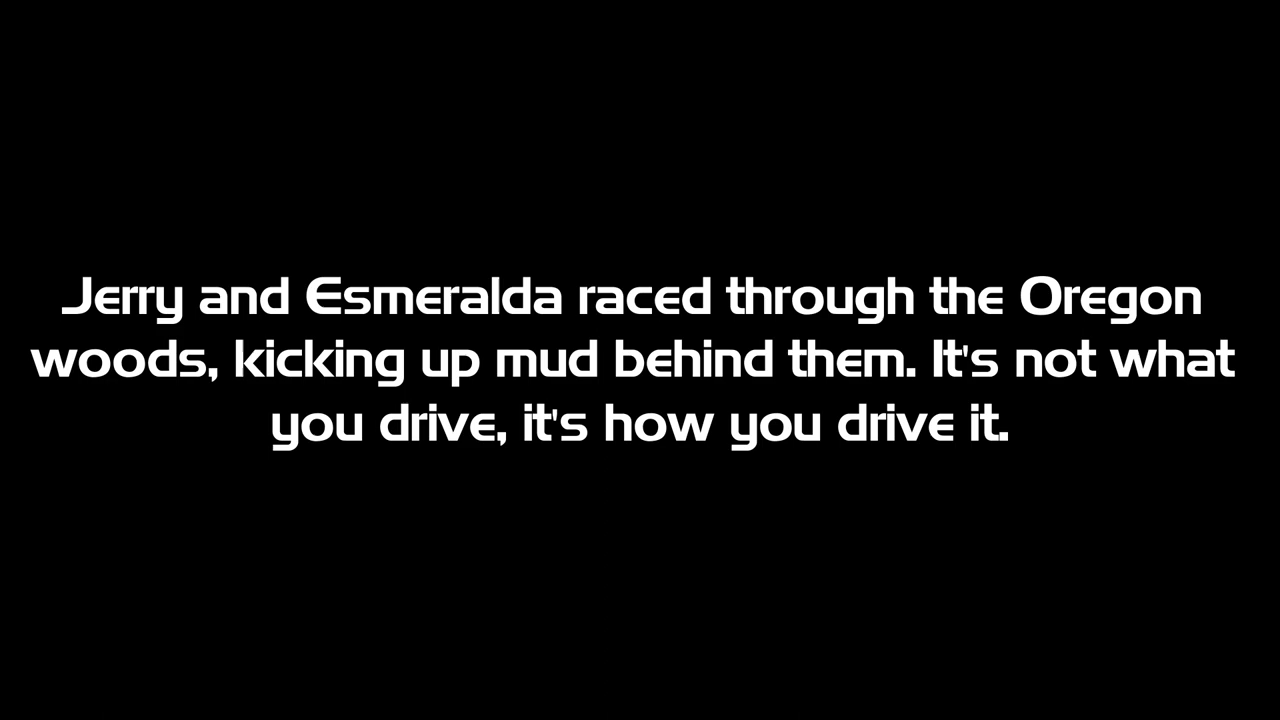 Jerry and Esmeralda raced through the Oregon
woods, kicking up mud behind them. It's not what
you drive, it's how you drive it.